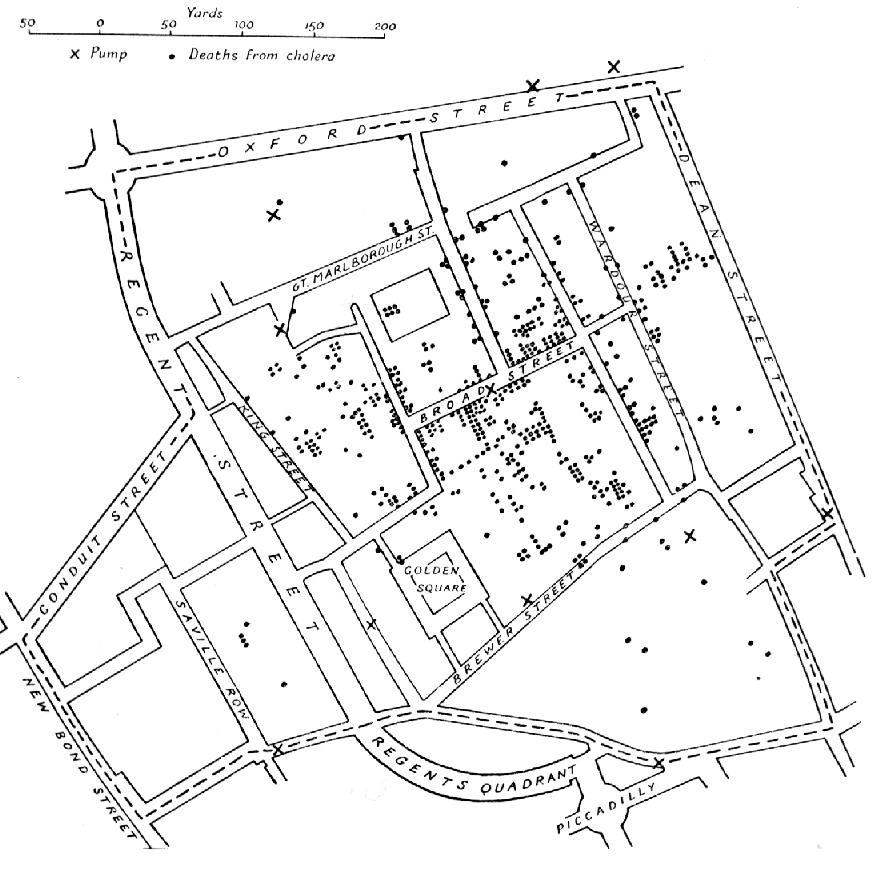 Yards
50 0 50 100 150 200
x Pump • Deaths from cholera
OXFORD STREET
DEAN STREET
REGENT STREET
WARDOUR STREET
GT. MARLBOROUGH ST.
BROAD STREET
KING STREET
CONDUIT STREET
GOLDEN
SQUARE
SAVILLE ROW
BREWER STREET
NEW BOND STREET
REGENTS QUADRANT
PICCADILLY